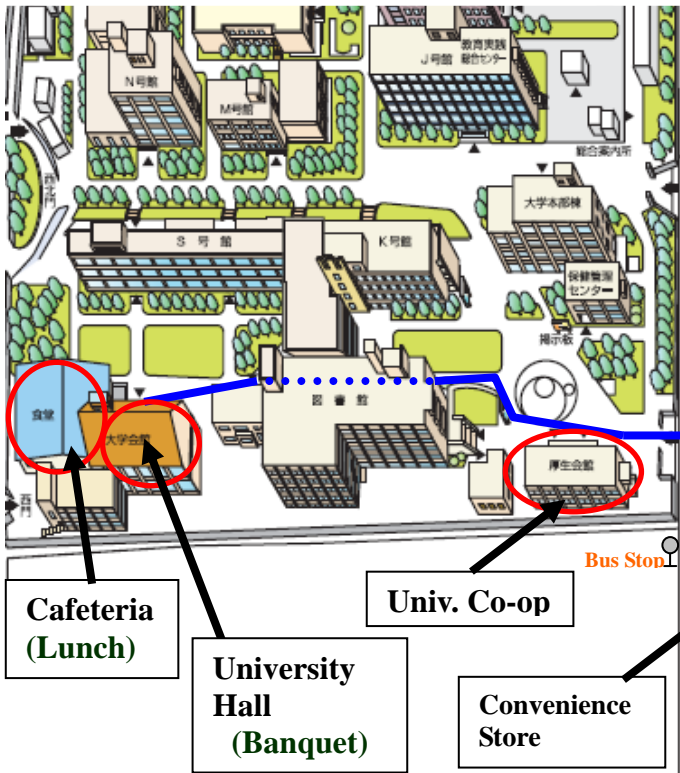 N号館
M号館
J号館
教育実践
総合センター
総合案内所
西北門
大学本部棟
S号館
K号館
保健管理
センター
掲示板
図書館
食堂
大学会館
厚生会館
西門
Bus Stop
Cafeteria
(Lunch)
University
Hall
(Banquet)
Univ. Co-op
Convenience
Store